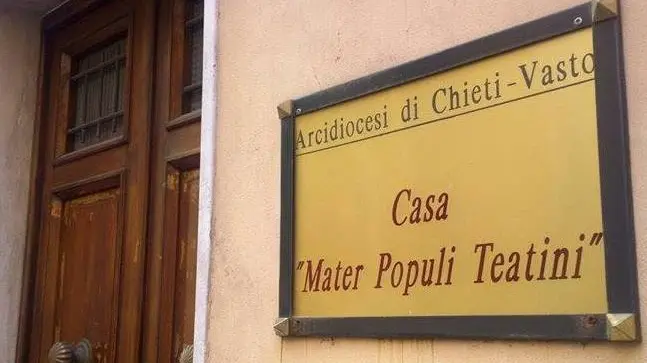 Arcidiocesi di Chieti-Vasto
Casa
"Mater Populi Teatini"